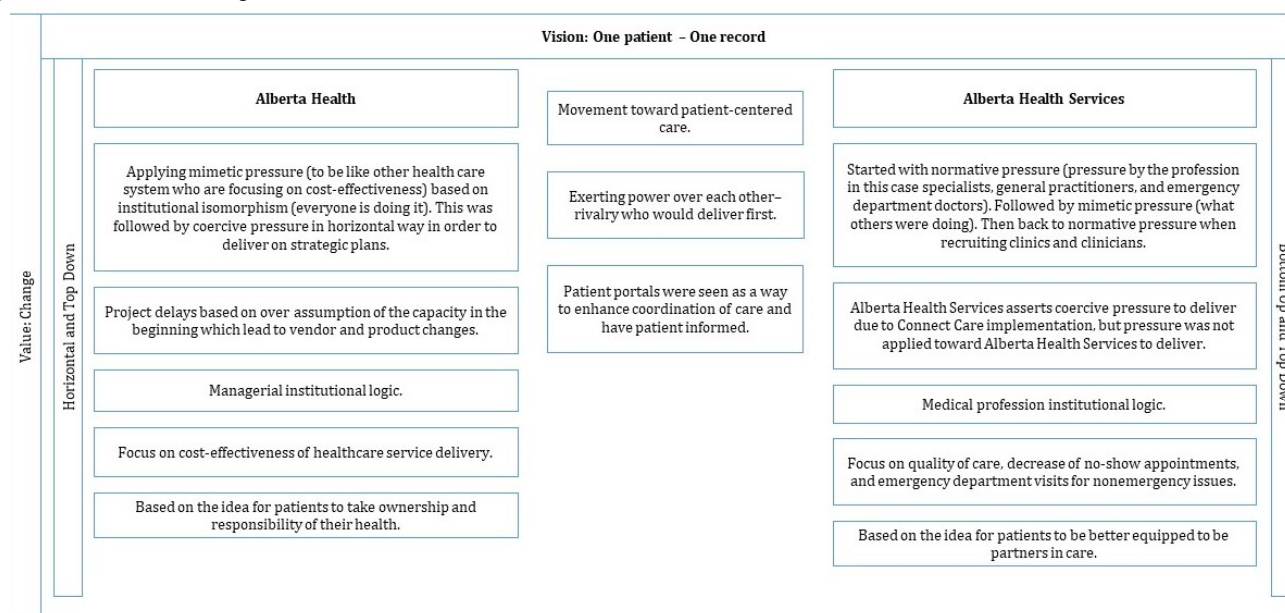 Vision: One patient – One record
Value: Change
Horizontal and Top Down
Alberta Health
Applying mimetic pressure (to be like other health care
system who are focusing on cost-effectiveness) based on
institutional isomorphism (everyone is doing it). This was
followed by coercive pressure in horizontal way in order to
deliver on strategic plans.
Project delays based on over assumption of the capacity in the
beginning which lead to vendor and product changes.
Managerial institutional logic.
Focus on cost-effectiveness of healthcare service delivery.
Based on the idea for patients to take ownership and
responsibility of their health.
Movement toward patient-centered
care.
Exerting power over each other–
rivalry who would deliver first.
Patient portals were seen as a way
to enhance coordination of care and
have patient informed.
Alberta Health Services
Started with normative pressure (pressure by the profession
in this case specialists, general practitioners, and emergency
department doctors). Followed by mimetic pressure (what
others were doing). Then back to normative pressure when
recruiting clinics and clinicians.
Alberta Health Services asserts coercive pressure to deliver
due to Connect Care implementation, but pressure was not
applied toward Alberta Health Services to deliver.
Medical profession institutional logic.
Focus on quality of care, decrease of no-show appointments,
and emergency department visits for nonemergency issues.
Based on the idea for patients to be better equipped to be
partners in care.
Bottom Up and Top Down